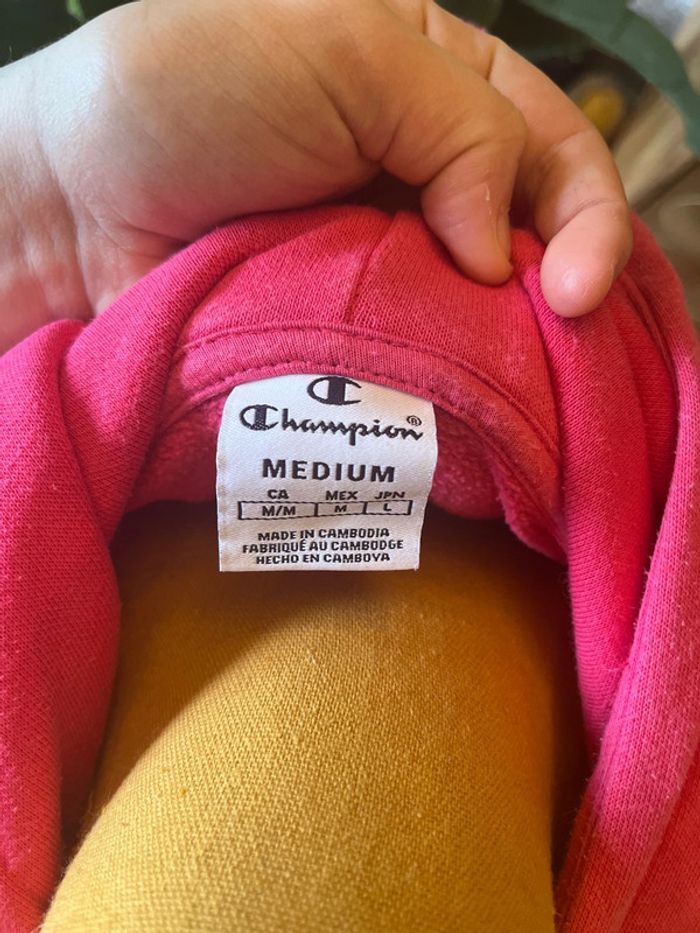 Champion®
MEDIUM
CA MEX JPN
M/M M L
MADE IN CAMBODIA
FABRIQUÉ AU CAMBODGE
HECHO EN CAMBOYA